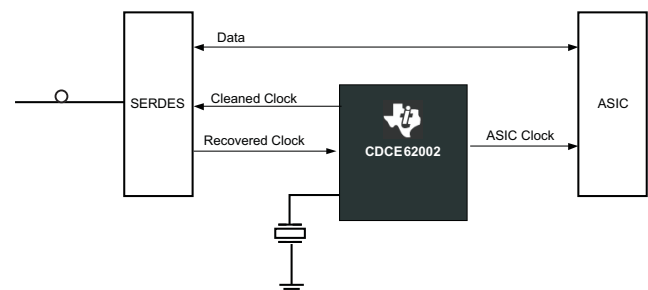 Data
SERDES
Cleaned Clock
ASIC
Recovered Clock
ASIC Clock
CDCE62002